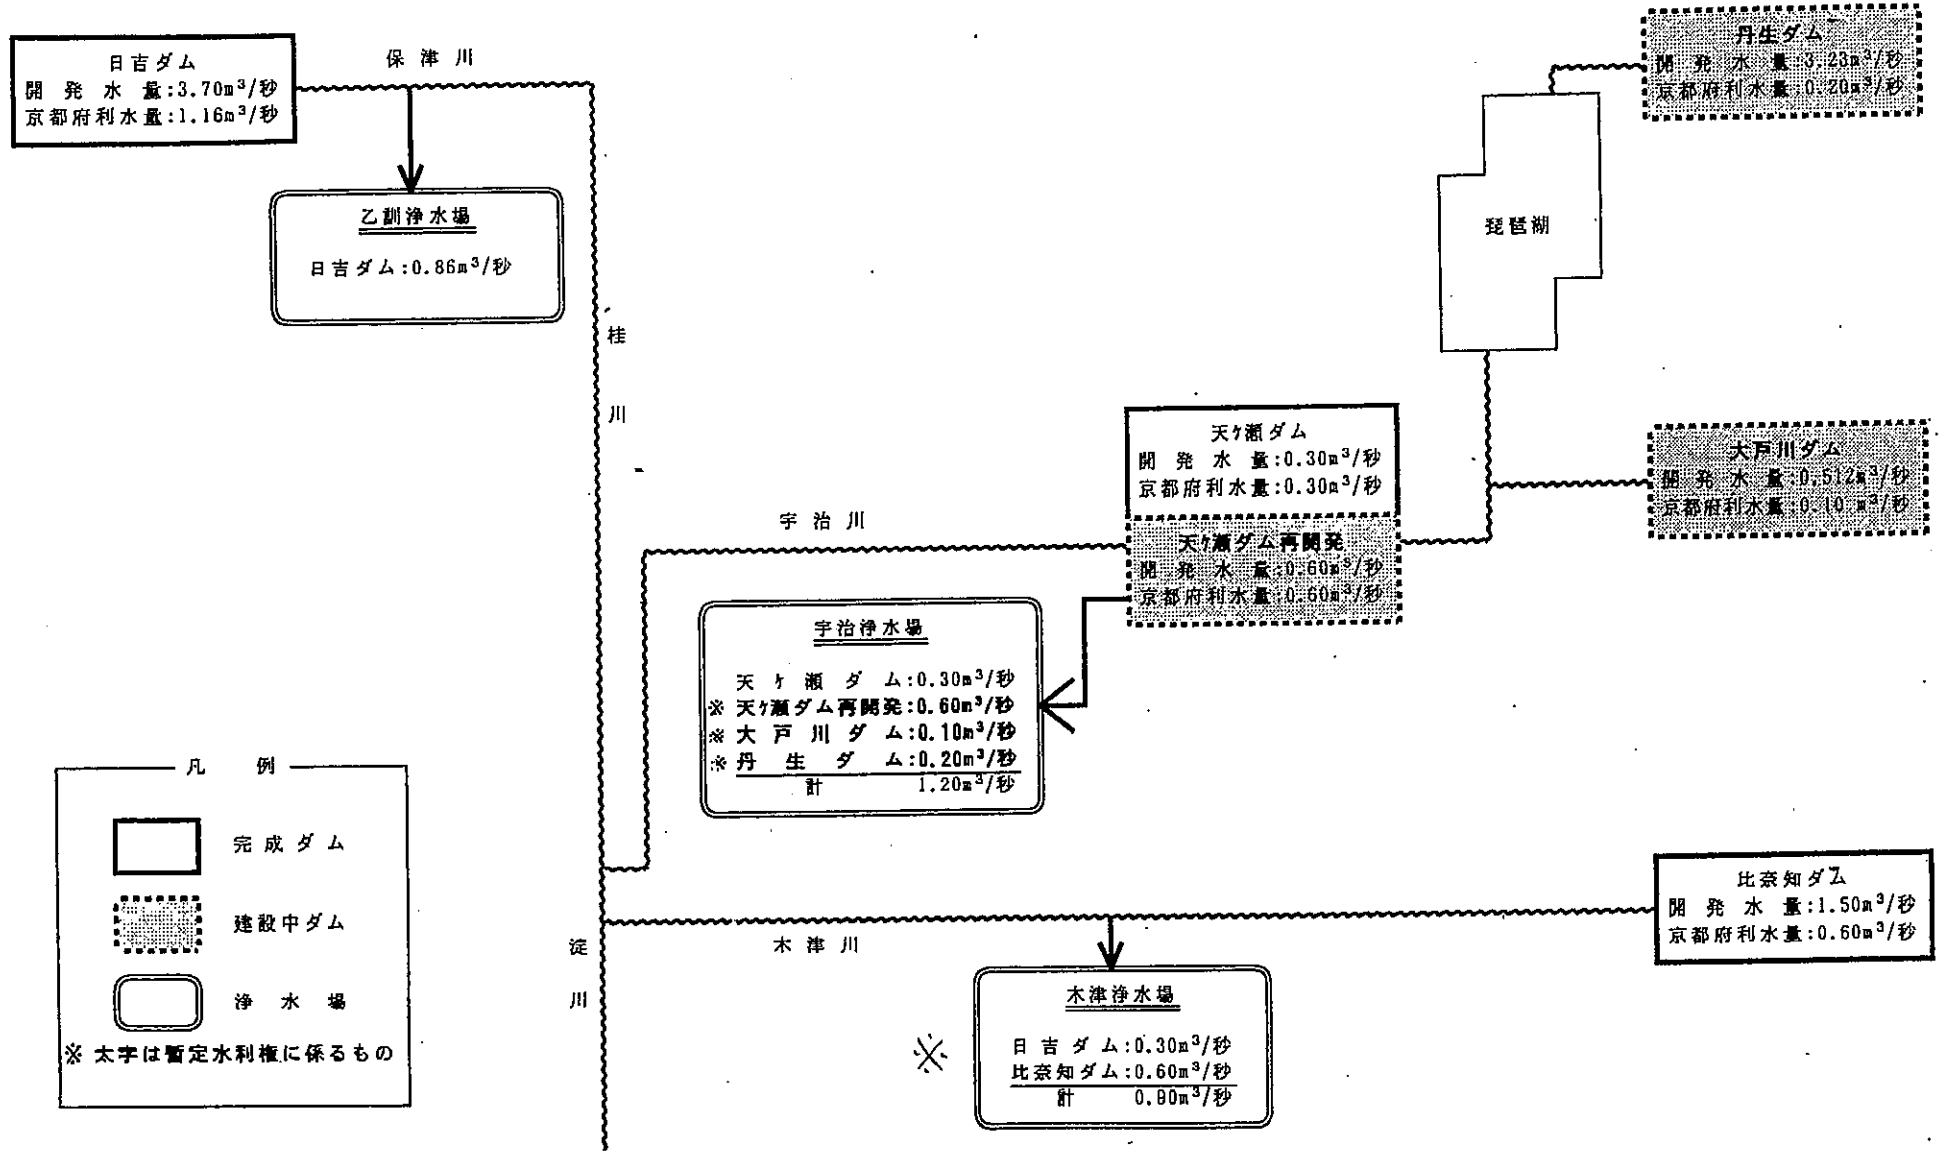 日吉ダム
開発水量:3.70m³/秒
京都府利水量:1.16m³/秒
保津川
乙訓浄水場
日吉ダム:0.86m³/秒
桂川
丹生ダム
開発水量:3.23m³/秒
京都府利水量:0.20m³/秒
琵琶湖
天ケ瀬ダム
開発水量:0.30m³/秒
京都府利水量:0.30m³/秒
天ケ瀬ダム再開発
開発水量:0.60m³/秒
京都府利水量:0.60m³/秒
大戸川ダム
開発水量:0.512m³/秒
京都府利水量:0.10m³/秒
宇治川
宇治浄水場
天ケ瀬ダム:0.30m³/秒
※天ケ瀬ダム再開発:0.60m³/秒
※大戸川ダム:0.10m³/秒
※丹生ダム:0.20m³/秒
計 1.20m³/秒
凡例
完成ダム
建設中ダム
浄水場
※太字は暫定水利権に係るもの
淀川
木津川
比奈知ダム
開発水量:1.50m³/秒
京都府利水量:0.60m³/秒
※
木津浄水場
日吉ダム:0.30m³/秒
比奈知ダム:0.60m³/秒
計 0.90m³/秒